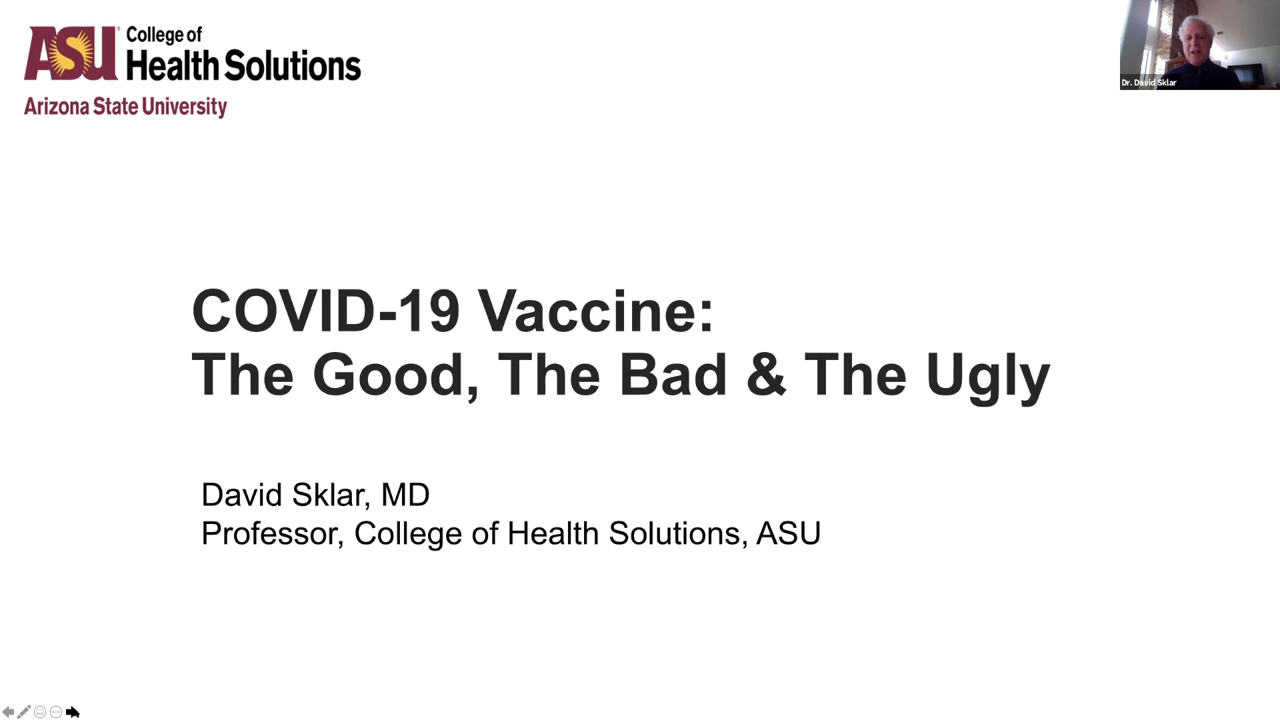 ASU College of
Health Solutions
Arizona State University
Dr. David Sklar
COVID-19 Vaccine:
The Good, The Bad & The Ugly
David Sklar, MD
Professor, College of Health Solutions, ASU